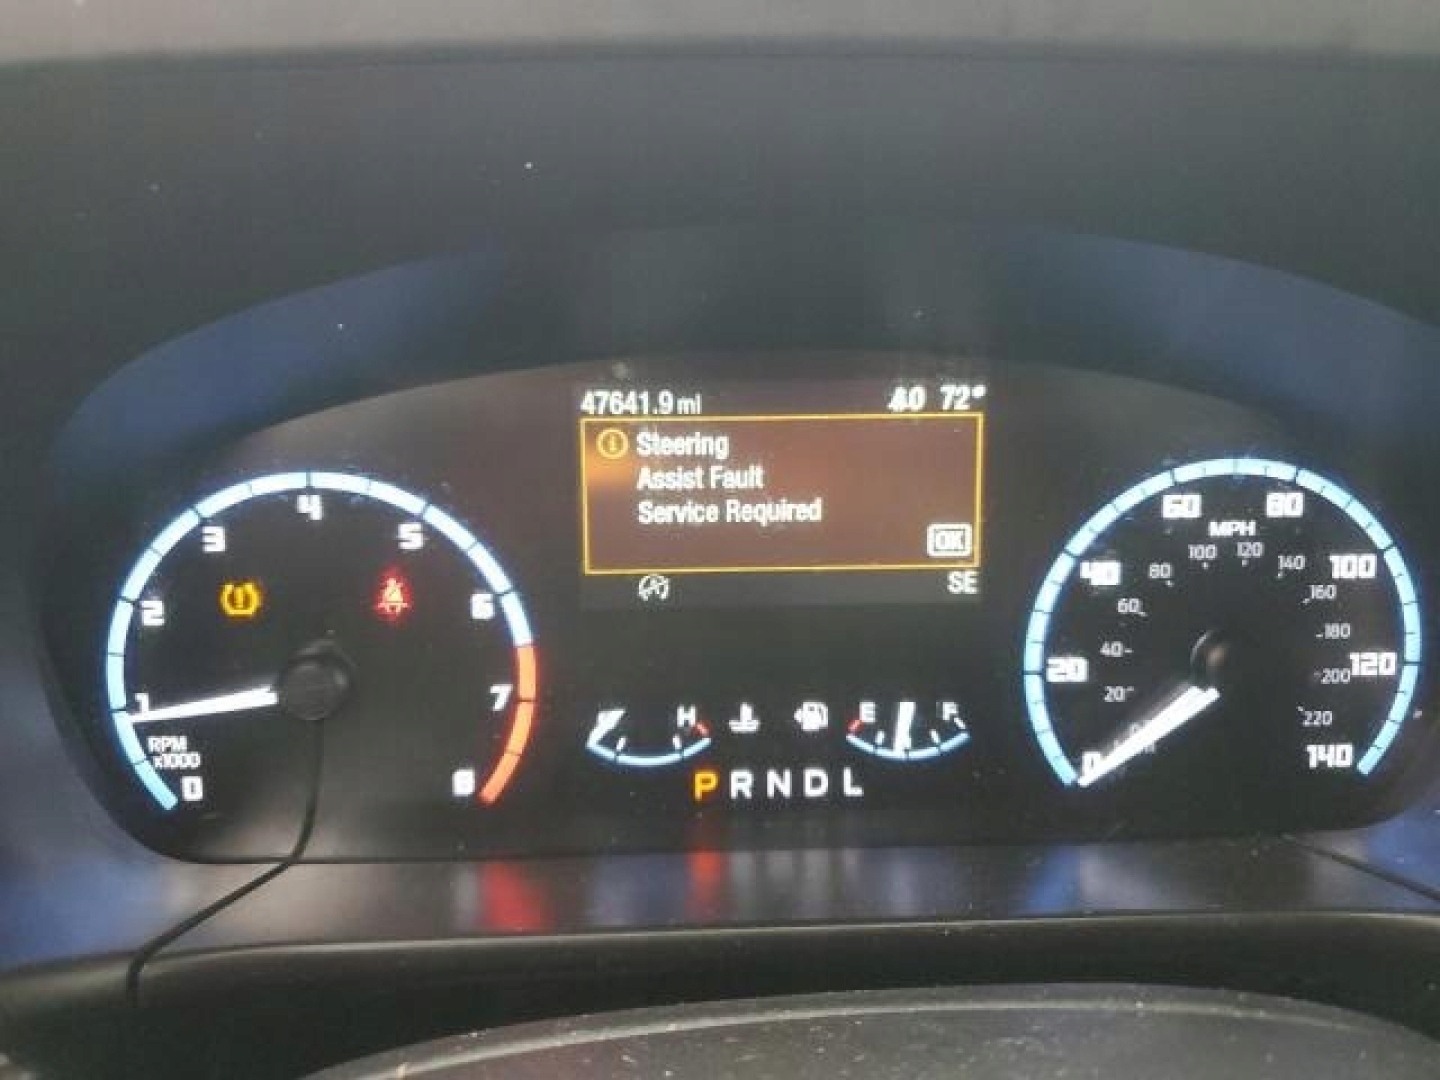 47641.9 mi 72°
Steering
Assist Fault
Service Required
OK
SE
0 1 2 3 4 5 6 7 8
RPM
x1000
H
E F
P R N D L
0 20 40 60 80 100 120 140
MPH
20 40 60 80 100 120 140 160 180 200 220